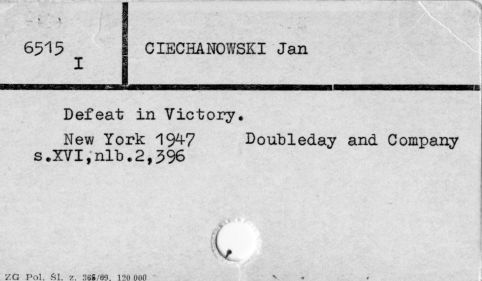 6515
I
CIECHANOWSKI Jan
Defeat in Victory.
New York 1947 Doubleday and Company
s.XVI,nlb.2,396
ZG Pol. Śl. z. 365/69. 120 000